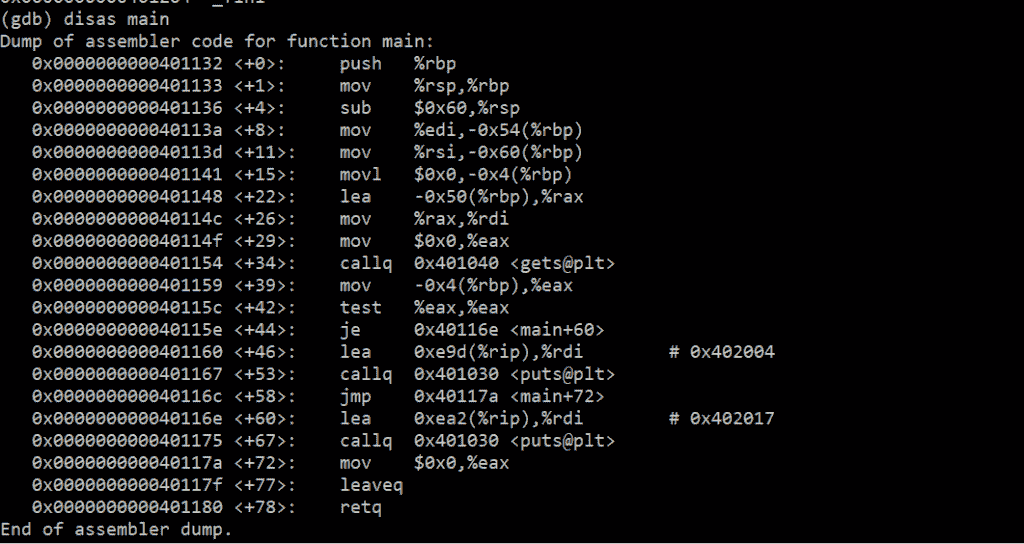 (gdb) disas main
Dump of assembler code for function main:
   0x0000000000401132 <+0>:     push   %rbp
   0x0000000000401133 <+1>:     mov    %rsp,%rbp
   0x0000000000401136 <+4>:     sub    $0x60,%rsp
   0x000000000040113a <+8>:     mov    %edi,-0x54(%rbp)
   0x000000000040113d <+11>:    mov    %rsi,-0x60(%rbp)
   0x0000000000401141 <+15>:    movl   $0x0,-0x4(%rbp)
   0x0000000000401148 <+22>:    lea    -0x50(%rbp),%rax
   0x000000000040114c <+26>:    mov    %rax,%rdi
   0x000000000040114f <+29>:    mov    $0x0,%eax
   0x0000000000401154 <+34>:    callq  0x401040 <gets@plt>
   0x0000000000401159 <+39>:    mov    -0x4(%rbp),%eax
   0x000000000040115c <+42>:    test   %eax,%eax
   0x000000000040115e <+44>:    je     0x40116e <main+60>
   0x0000000000401160 <+46>:    lea    0xe9d(%rip),%rdi        # 0x402004
   0x0000000000401167 <+53>:    callq  0x401030 <puts@plt>
   0x000000000040116c <+58>:    jmp    0x40117a <main+72>
   0x000000000040116e <+60>:    lea    0xea2(%rip),%rdi        # 0x402017
   0x0000000000401175 <+67>:    callq  0x401030 <puts@plt>
   0x000000000040117a <+72>:    mov    $0x0,%eax
   0x000000000040117f <+77>:    leaveq
   0x0000000000401180 <+78>:    retq
End of assembler dump.